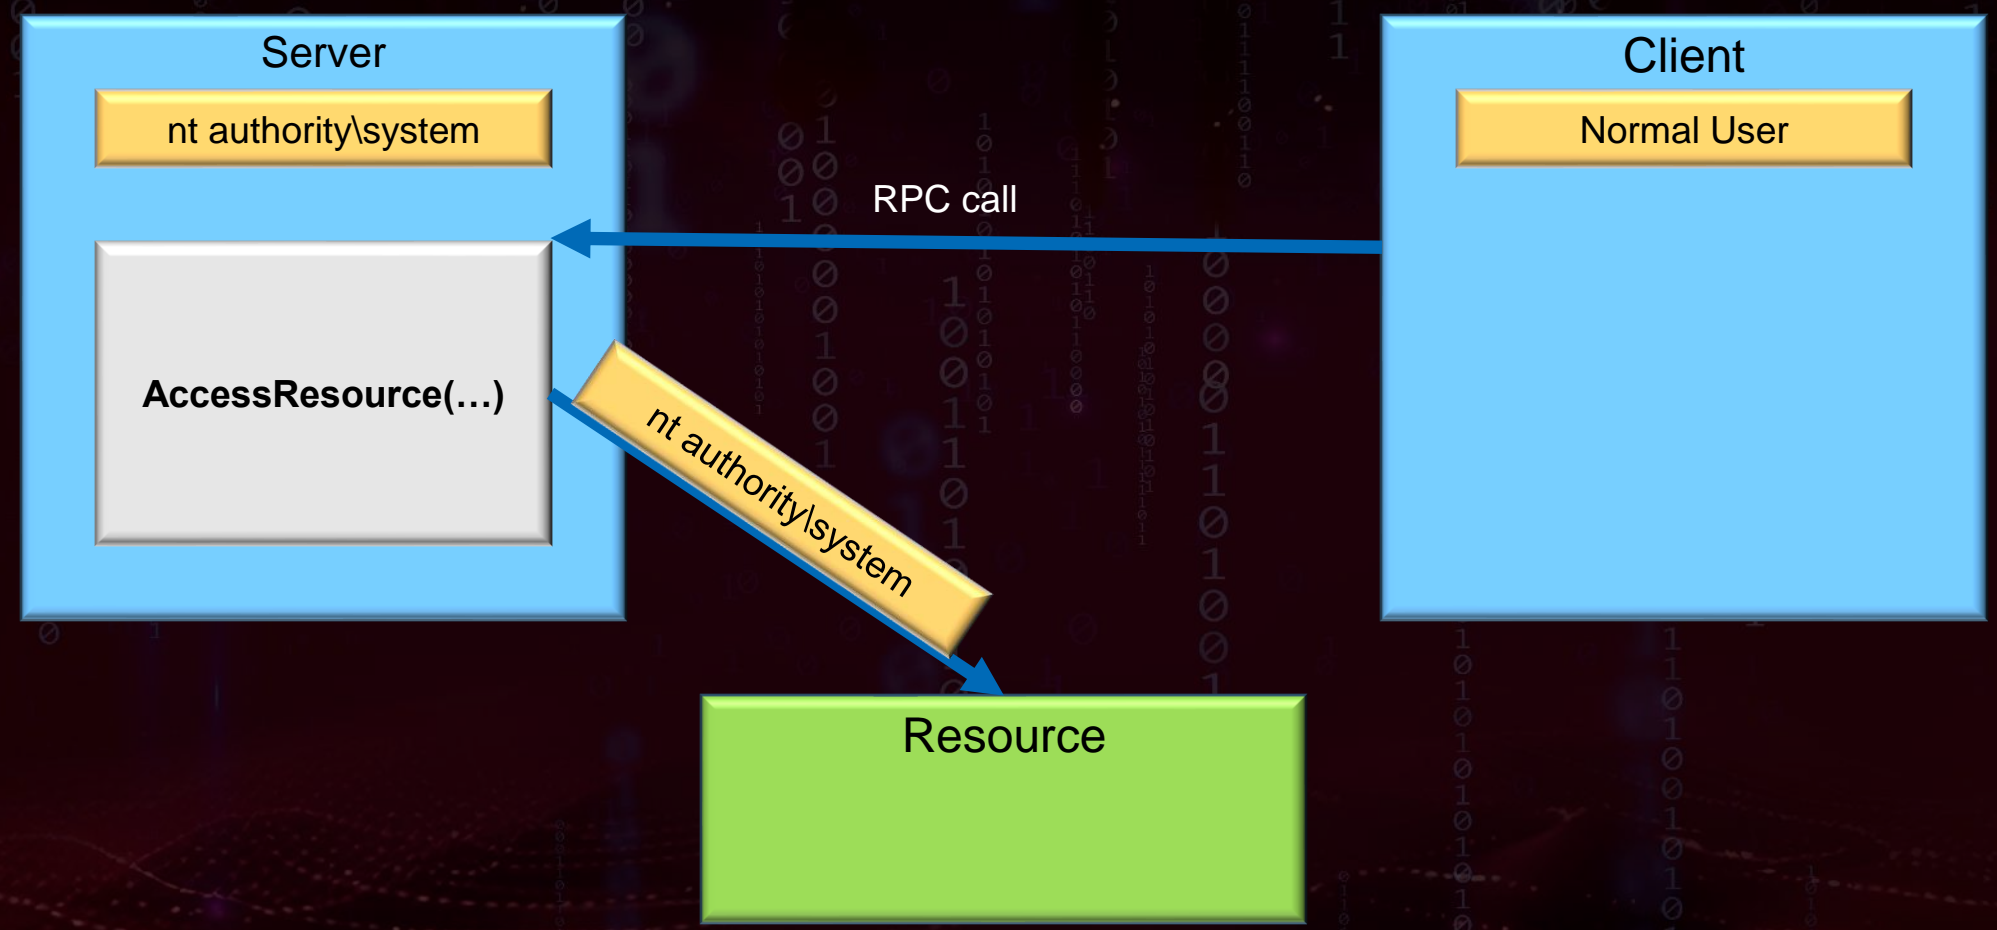 Server
nt authority\system
AccessResource(…)
RPC call
nt authority\system
Client
Normal User
Resource